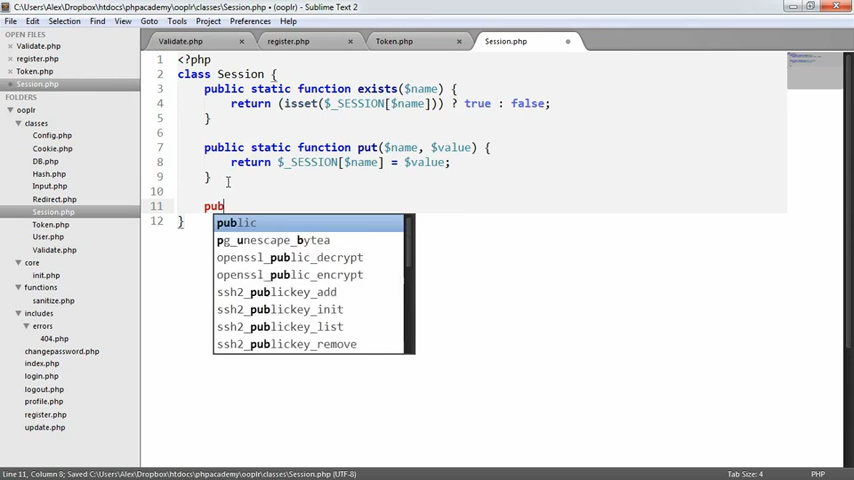 C:\Users\Alex\Dropbox\htdocs\phpacademy\ooplr\classes\Session.php • (ooplr) - Sublime Text 2
File Edit Selection Find View Goto Tools Project Preferences Help
OPEN FILES
× Validate.php
× register.php
× Token.php
Session.php
FOLDERS
ooplr
classes
Config.php
Cookie.php
DB.php
Hash.php
Input.php
Redirect.php
Session.php
Token.php
User.php
Validate.php
core
init.php
functions
sanitize.php
includes
errors
404.php
changepassword.php
index.php
login.php
logout.php
profile.php
register.php
update.php
Validate.php × register.php × Token.php × Session.php
1 <?php
2 class Session {
3 public static function exists($name) {
4 return (isset($_SESSION[$name])) ? true : false;
5 }
6
7 public static function put($name, $value) {
8 return $_SESSION[$name] = $value;
9 }
10
11 pub
12 }
public
pg_unescape_bytea
openssl_public_decrypt
openssl_public_encrypt
ssh2_publickey_add
ssh2_publickey_init
ssh2_publickey_list
ssh2_publickey_remove
Line 11, Column 8; Saved C:\Users\Alex\Dropbox\htdocs\phpacademy\ooplr\classes\Session.php (UTF-8) Tab Size: 4 PHP